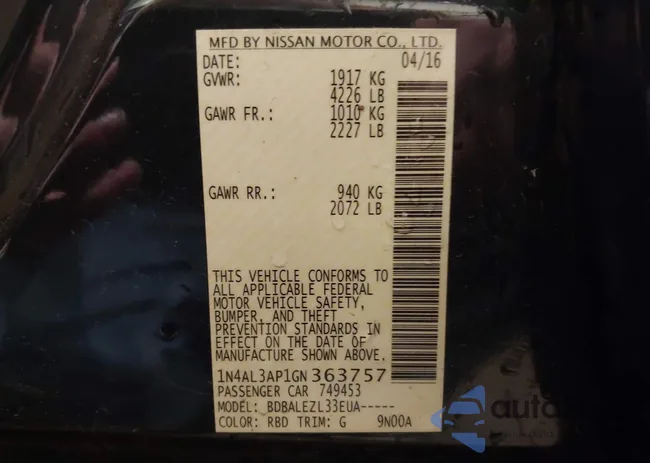 MFD BY NISSAN MOTOR CO., LTD.
DATE: 04/16
GVWR: 1917 KG
4226 LB
GAWR FR.: 1010 KG
2227 LB
GAWR RR.: 940 KG
2072 LB
THIS VEHICLE CONFORMS TO
ALL APPLICABLE FEDERAL
MOTOR VEHICLE SAFETY,
BUMPER, AND THEFT
PREVENTION STANDARDS IN
EFFECT ON THE DATE OF
MANUFACTURE SHOWN ABOVE.
1N4AL3AP1GN363757
PASSENGER CAR 749453
MODEL: BDBALEZL33EUA-----
COLOR: RBD TRIM: G 9N00A